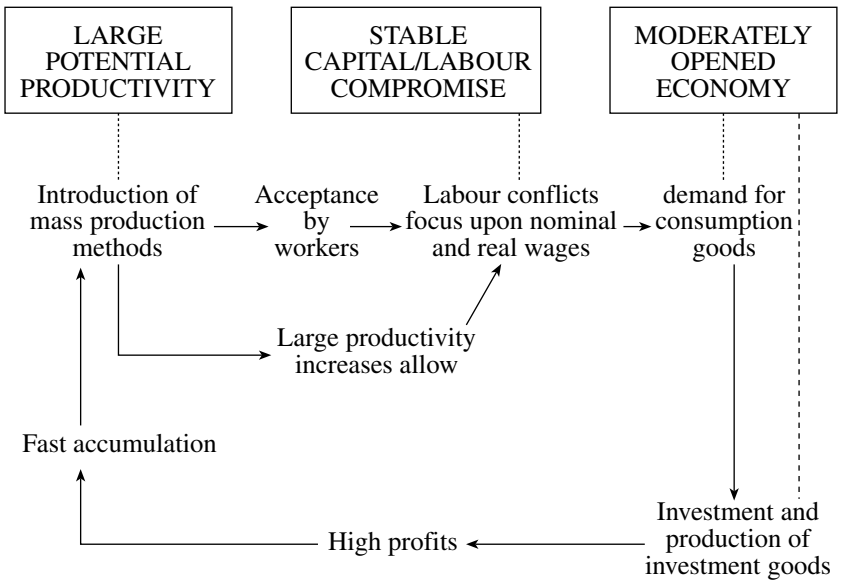 LARGE
POTENTIAL
PRODUCTIVITY
STABLE
CAPITAL/LABOUR
COMPROMISE
MODERATELY
OPENED
ECONOMY
Introduction of
mass production
methods
Acceptance
by
workers
Labour conflicts
focus upon nominal
and real wages
demand for
consumption
goods
Large productivity
increases allow
Fast accumulation
High profits
Investment and
production of
investment goods